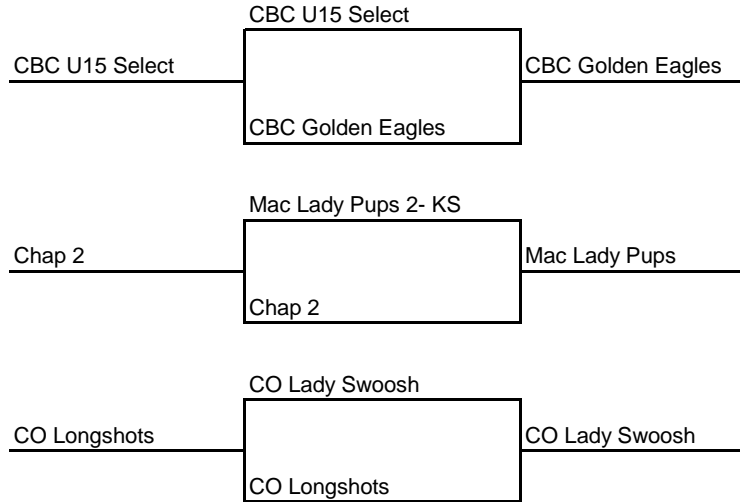 CBC U15 Select
CBC U15 Select
CBC Golden Eagles
CBC Golden Eagles
Mac Lady Pups 2- KS
Chap 2
Mac Lady Pups
Chap 2
CO Lady Swoosh
CO Longshots
CO Lady Swoosh
CO Longshots